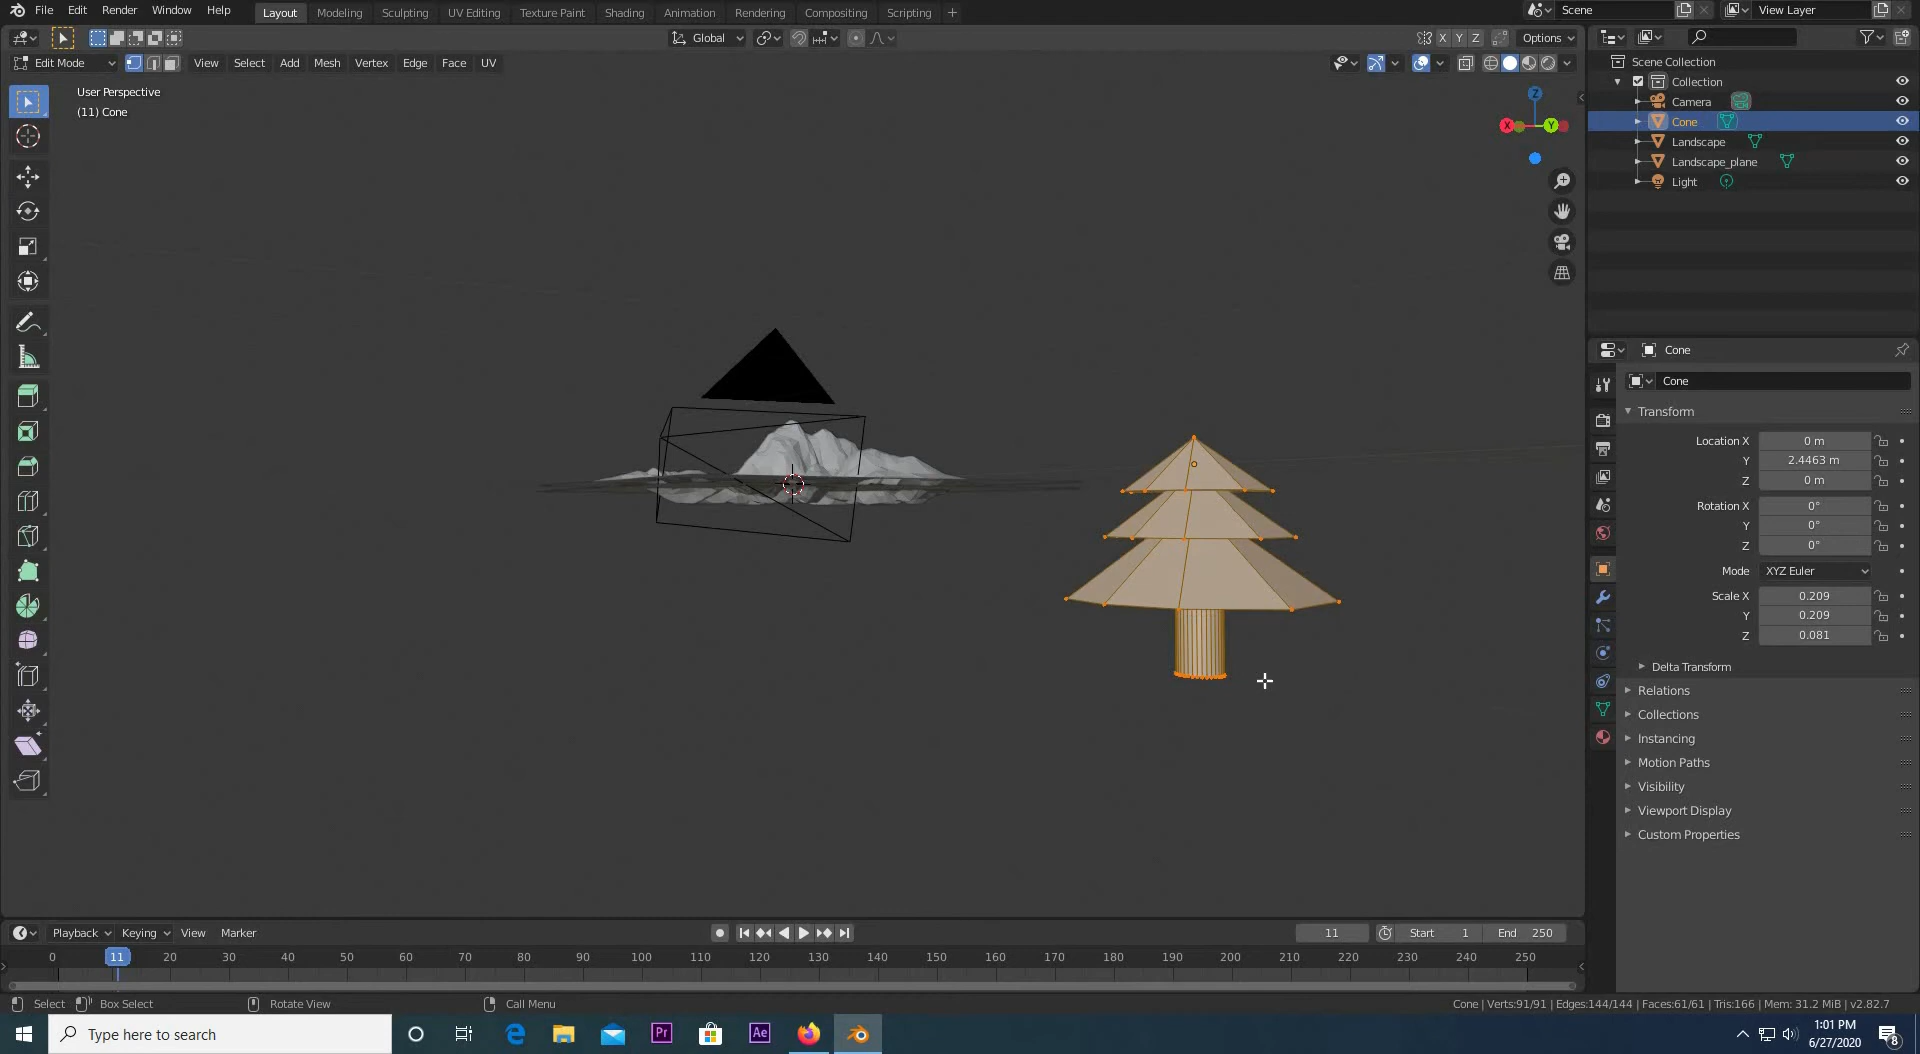 File Edit Render Window Help Layout Modeling Sculpting UV Editing Texture Paint Shading Animation Rendering Compositing Scripting + Scene View Layer
Global X Y Z Options
Edit Mode View Select Add Mesh Vertex Edge Face UV
User Perspective
(11) Cone
Z
X Y
Scene Collection
Collection
Camera
Cone
Landscape
Landscape_plane
Light
Cone
Cone
Transform
Location X 0 m
Y 2.4463 m
Z 0 m
Rotation X 0°
Y 0°
Z 0°
Mode XYZ Euler
Scale X 0.209
Y 0.209
Z 0.081
Delta Transform
Relations
Collections
Instancing
Motion Paths
Visibility
Viewport Display
Custom Properties
Playback Keying View Marker 11 Start 1 End 250
0 11 20 30 40 50 60 70 80 90 100 110 120 130 140 150 160 170 180 190 200 210 220 230 240 250
Select Box Select Rotate View Call Menu Cone | Verts:91/91 | Edges:144/144 | Faces:61/61 | Tris:166 | Mem: 31.2 MiB | v2.82.7
Type here to search e Pr Ae 1:01 PM
6/27/2020 8